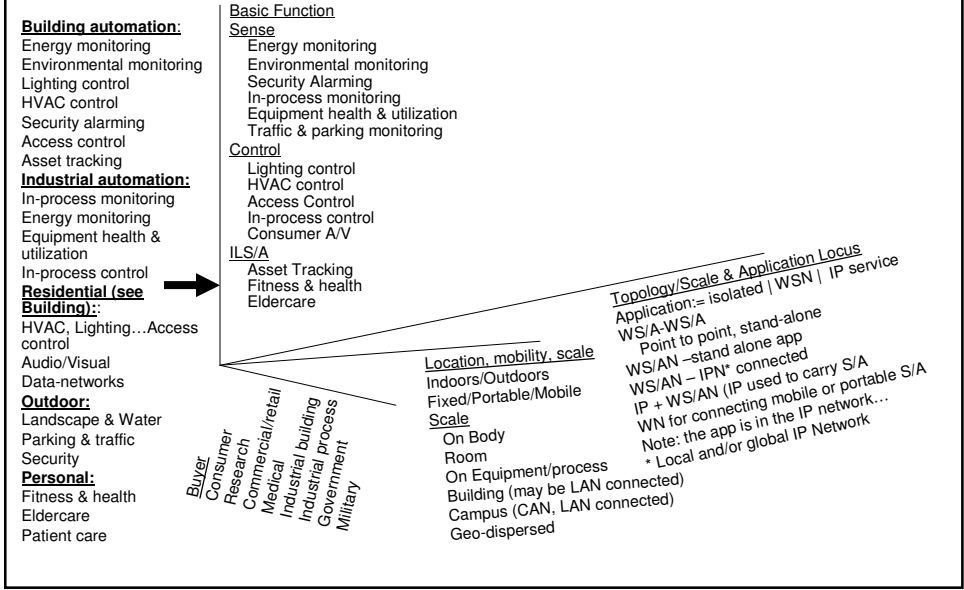 Building automation:
Energy monitoring
Environmental monitoring
Lighting control
HVAC control
Security alarming
Access control
Asset tracking
Industrial automation:
In-process monitoring
Energy monitoring
Equipment health &
utilization
In-process control
Residential (see
Building)::
HVAC, Lighting…Access
control
Audio/Visual
Data-networks
Outdoor:
Landscape & Water
Parking & traffic
Security
Personal:
Fitness & health
Eldercare
Patient care
Basic Function
Sense
Energy monitoring
Environmental monitoring
Security Alarming
In-process monitoring
Equipment health & utilization
Traffic & parking monitoring
Control
Lighting control
HVAC control
Access Control
In-process control
Consumer A/V
ILS/A
Asset Tracking
Fitness & health
Eldercare
Buyer
Consumer
Research
Commercial/retail
Medical
Industrial building
Industrial process
Government
Military
Location, mobility, scale
Indoors/Outdoors
Fixed/Portable/Mobile
Scale
On Body
Room
On Equipment/process
Building (may be LAN connected)
Campus (CAN, LAN connected)
Geo-dispersed
Topology/Scale & Application Locus
Application:= isolated | WSN | IP service
WS/A-WS/A
Point to point, stand-alone
WS/AN –stand alone app
WS/AN – IPN* connected
IP + WS/AN (IP used to carry S/A
WN for connecting mobile or portable S/A
Note: the app is in the IP network…
* Local and/or global IP Network